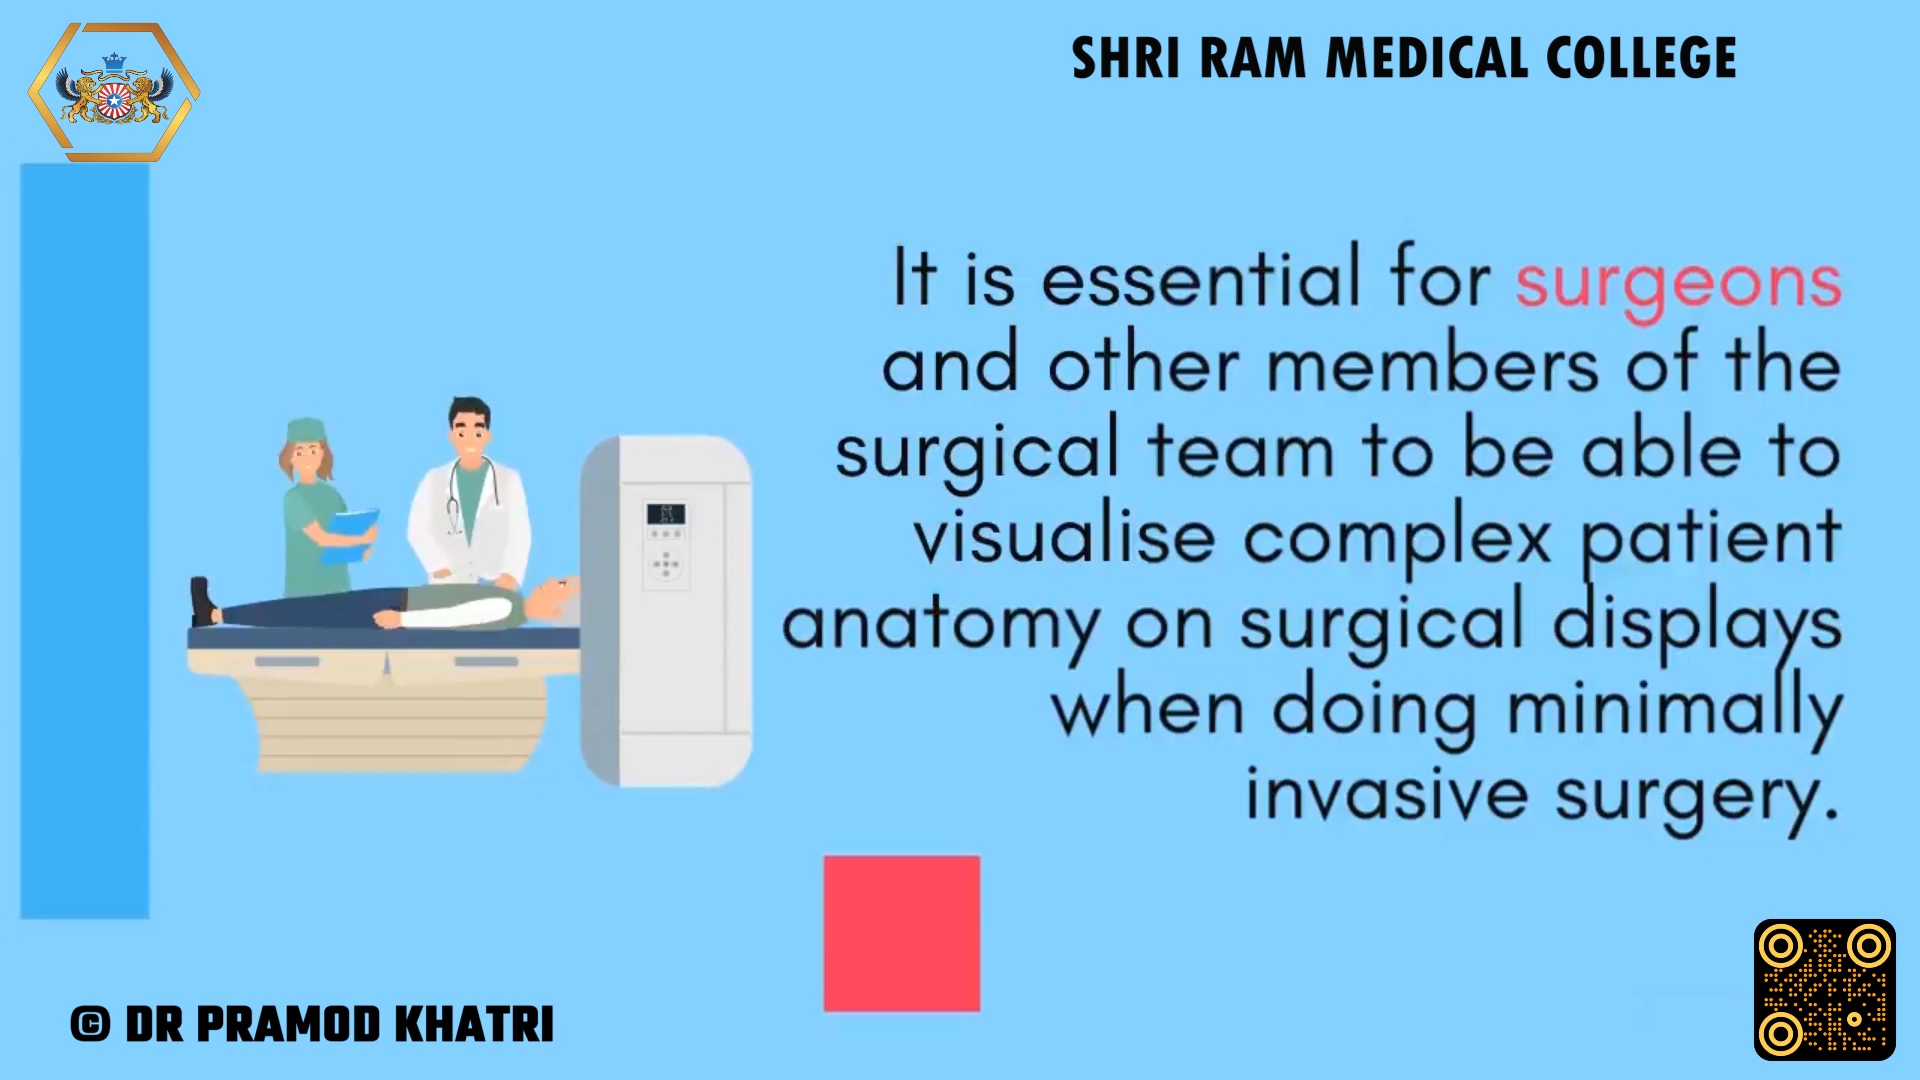 SHRI RAM MEDICAL COLLEGE
It is essential for surgeons
and other members of the
surgical team to be able to
visualise complex patient
anatomy on surgical displays
when doing minimally
invasive surgery.
© DR PRAMOD KHATRI